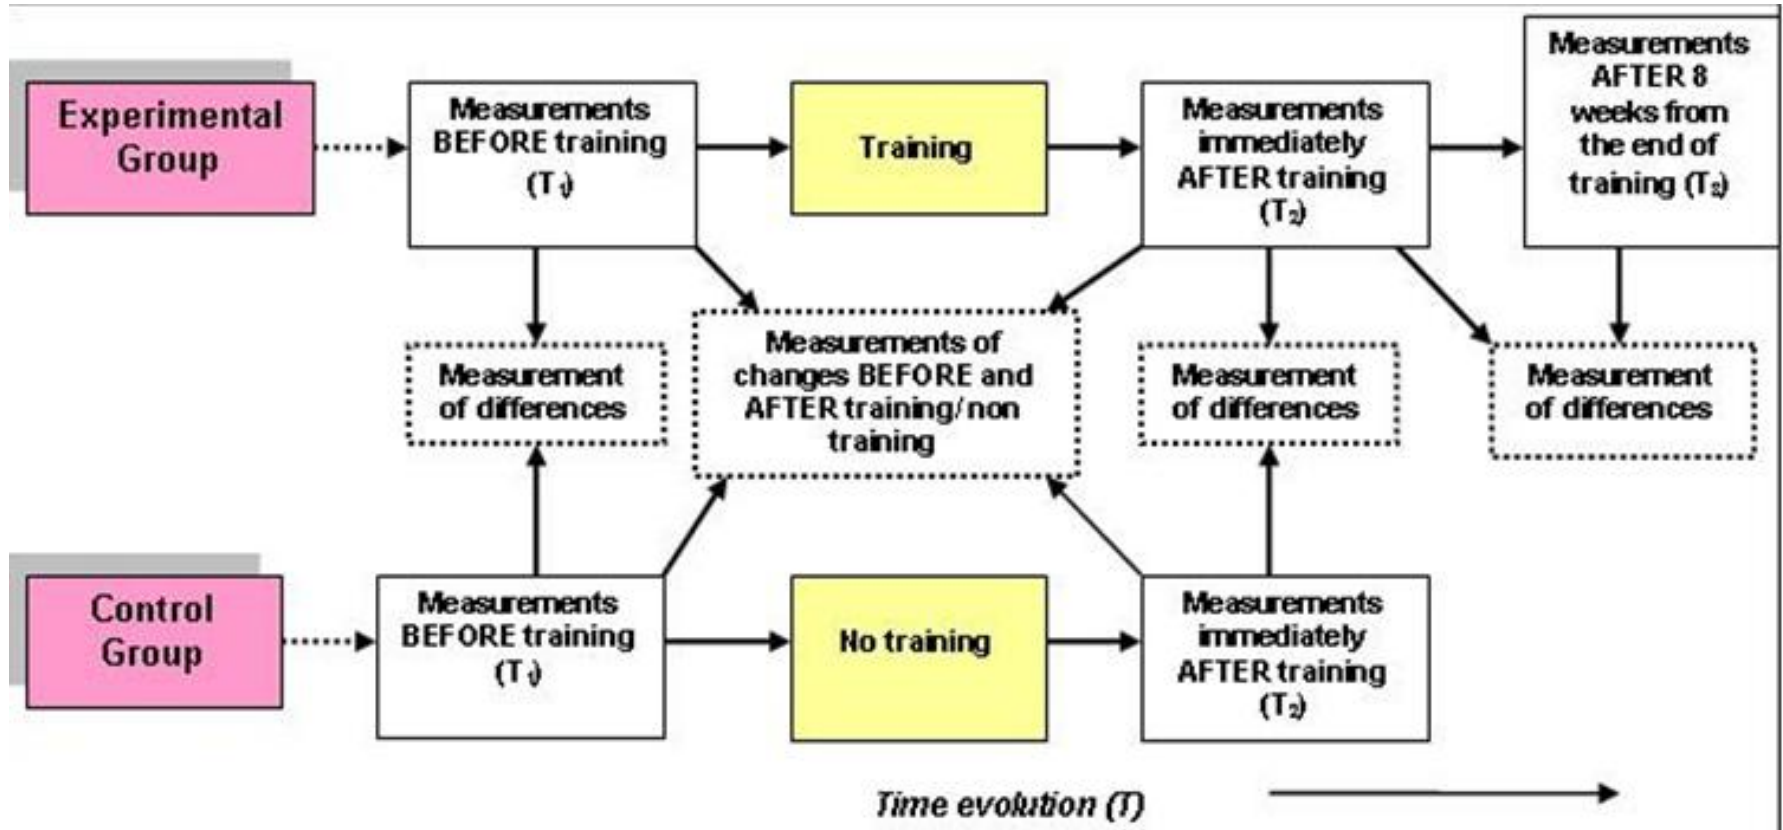 Experimental
Group
Measurements
BEFORE training
(T₁)
Training
Measurements
immediately
AFTER training
(T₂)
Measurements
AFTER 8
weeks from
the end of
training (T₂)
Measurement
of differences
Measurements of
changes BEFORE and
AFTER training/non
training
Measurement
of differences
Measurement
of differences
Control
Group
Measurements
BEFORE training
(T₁)
No training
Measurements
immediately
AFTER training
(T₂)
Time evolution (T)